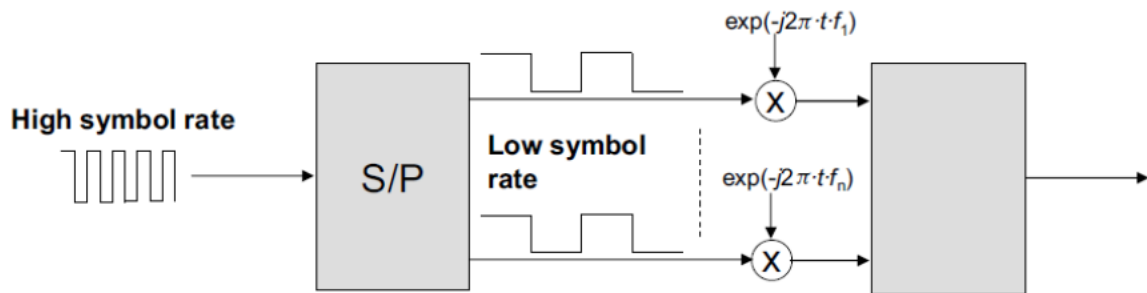 exp(-j2π·t·f₁)
High symbol rate
S/P
X
Low symbol
rate
exp(-j2π·t·fₙ)
X